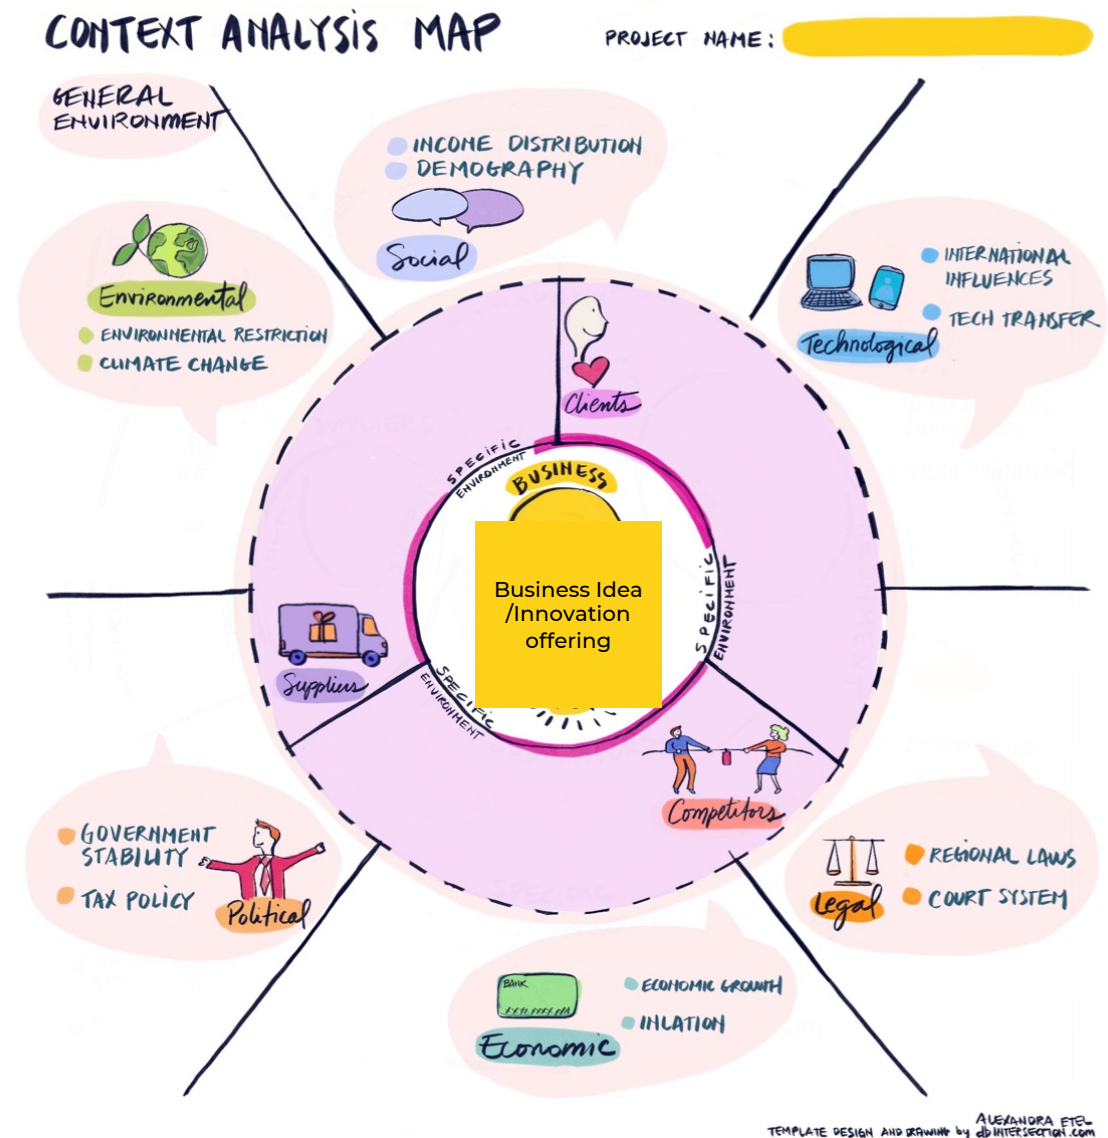 CONTEXT ANALYSIS MAP
PROJECT NAME:
GENERAL
ENVIRONMENT
INCOME DISTRIBUTION
DEMOGRAPHY
Social
Environmental
ENVIRONMENTAL RESTRICTION
CLIMATE CHANGE
INTERNATIONAL
INFLUENCES
TECH TRANSFER
Technological
Clients
SPECIFIC
ENVIRONMENT
BUSINESS
Business Idea
/Innovation
offering
SPECIFIC
ENVIRONMENT
SPECIFIC
ENVIRONMENT
Suppliers
Competitors
GOVERNMENT
STABILITY
TAX POLICY
Political
REGIONAL LAWS
COURT SYSTEM
Legal
BANK
ECONOMIC GROWTH
INLATION
Economic
ALEXANDRA ETEL
TEMPLATE DESIGN AND DRAWING by dbINTERSECTION.com